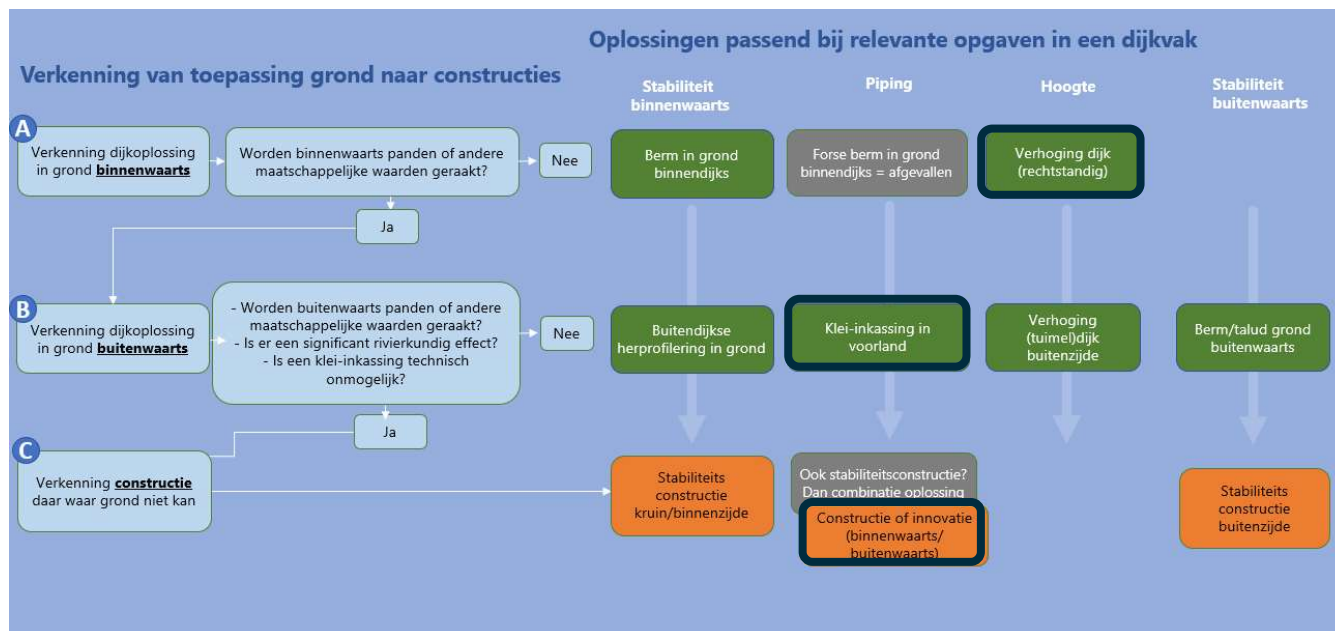 Oplossingen passend bij relevante opgaven in een dijkvak
Verkenning van toepassing grond naar constructies
Stabiliteit
binnenwaarts
Piping
Hoogte
Stabiliteit
buitenwaarts
A
Verkenning dijkoplossing
in grond binnenwaarts
Worden binnenwaarts panden of andere
maatschappelijke waarden geraakt?
Nee
Berm in grond
binnendijks
Forse berm in grond
binnendijks = afgevallen
Verhoging dijk
(rechtstandig)
Ja
B
Verkenning dijkoplossing
in grond buitenwaarts
- Worden buitenwaarts panden of andere
maatschappelijke waarden geraakt?
- Is er een significant rivierkundig effect?
- Is een klei-inkassing technisch
onmogelijk?
Nee
Buitendijkse
herprofilering in grond
Klei-inkassing in
voorland
Verhoging
(tuimel)dijk
buitenzijde
Berm/talud grond
buitenwaarts
Ja
C
Verkenning constructie
daar waar grond niet kan
Stabiliteits
constructie
kruin/binnenzijde
Ook stabiliteitsconstructie?
Dan combinatie oplossing
Constructie of innovatie
(binnenwaarts/
buitenwaarts)
Stabiliteits
constructie
buitenzijde